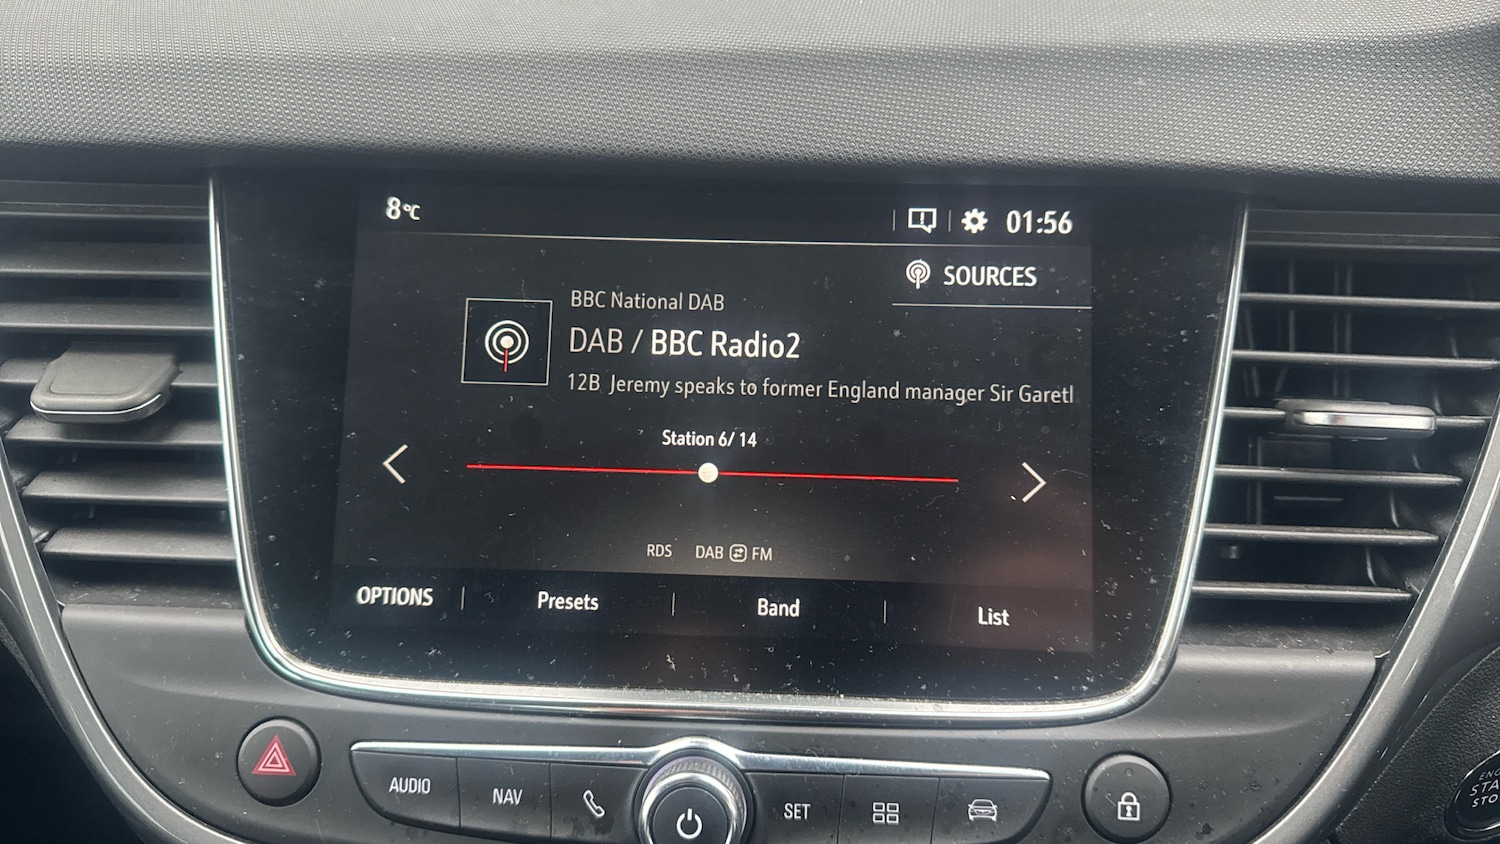 8°C
01:56
SOURCES
BBC National DAB
DAB / BBC Radio2
12B Jeremy speaks to former England manager Sir Garetl
Station 6/ 14
RDS DAB FM
OPTIONS Presets Band List
AUDIO NAV SET